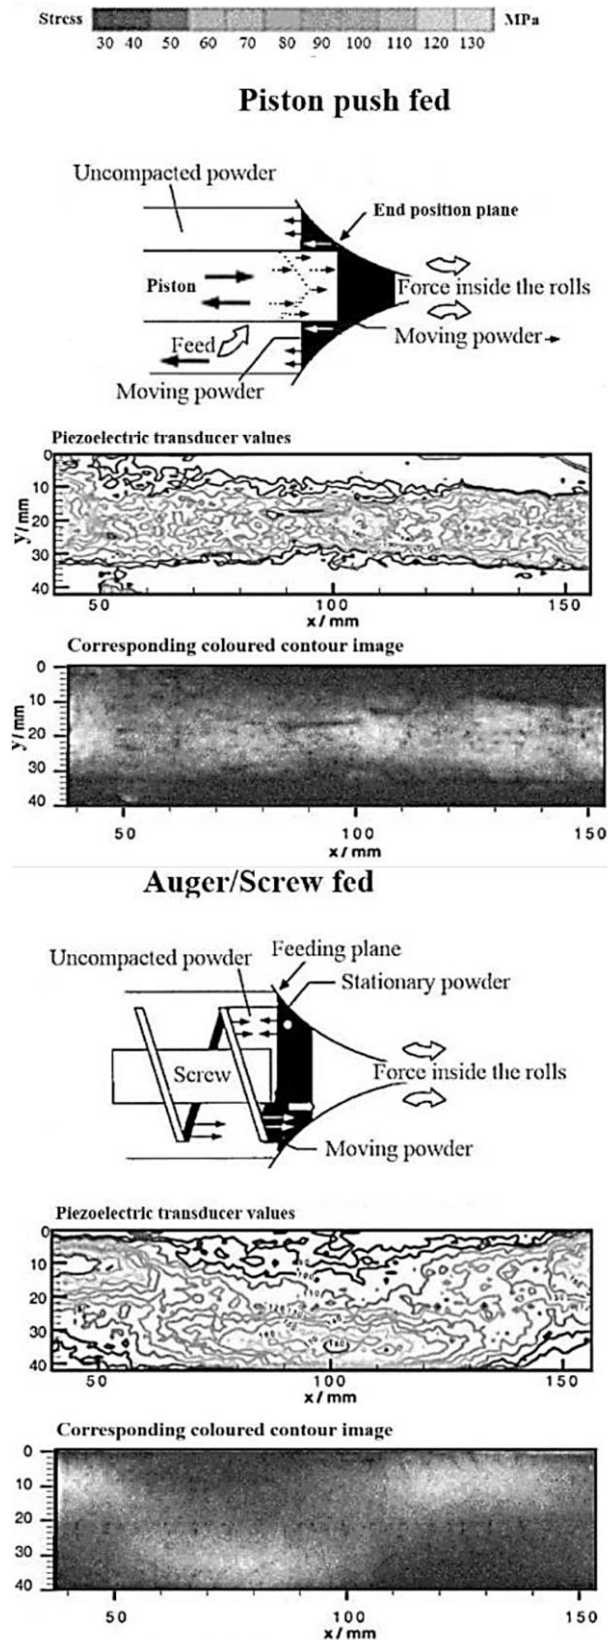 Stress MPa
30 40 50 60 70 80 90 100 110 120 130
Piston push fed
Uncompacted powder
End position plane
Piston
Force inside the rolls
Feed
Moving powder
Moving powder
Piezoelectric transducer values
0
10
20
30
40
y/mm
50 100 150
x/mm
Corresponding coloured contour image
0
10
20
30
40
y/mm
50 100 150
x/mm
Auger/Screw fed
Uncompacted powder
Feeding plane
Stationary powder
Screw
Force inside the rolls
Moving powder
Piezoelectric transducer values
0
10
20
30
40
50 100 150
x/mm
Corresponding coloured contour image
0
10
20
30
40
50 100 150
x/mm